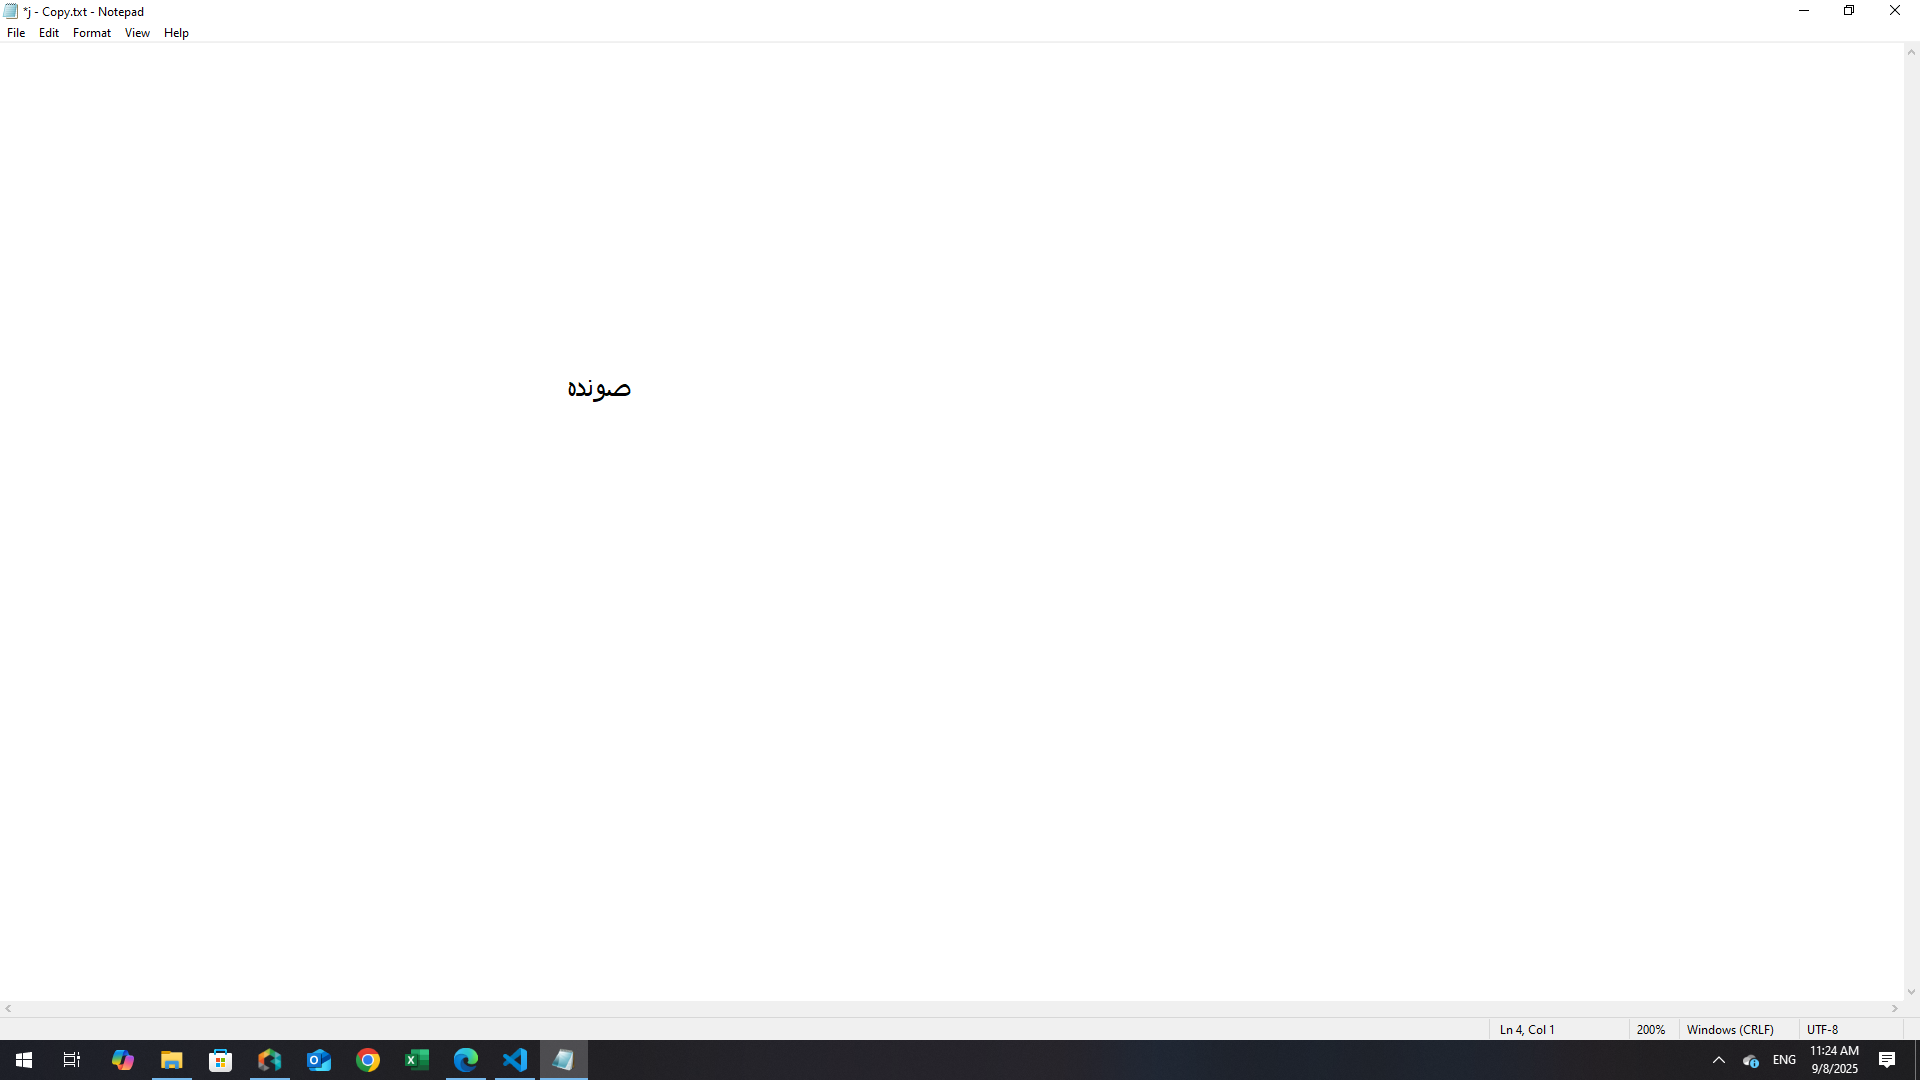 *j - Copy.txt - Notepad
File Edit Format View Help
صونده
Ln 4, Col 1 200% Windows (CRLF) UTF-8
ENG 11:24 AM
9/8/2025